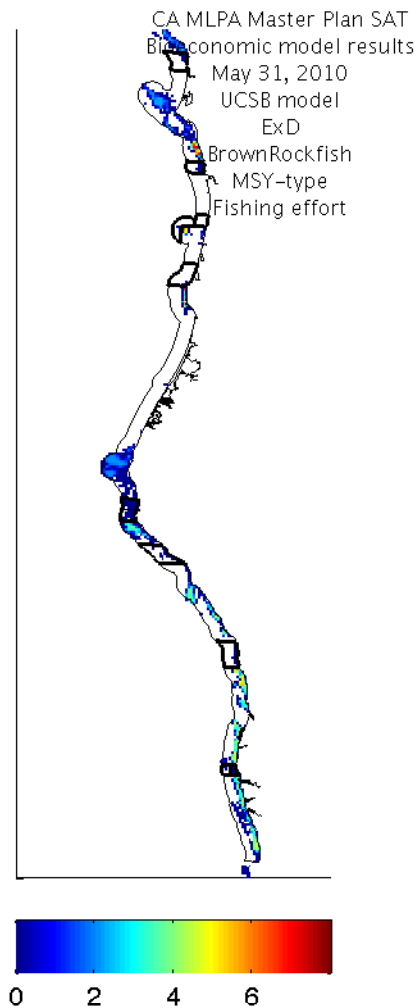 CA MLPA Master Plan SAT
Bioeconomic model results
May 31, 2010
UCSB model
ExD
BrownRockfish
MSY-type
Fishing effort
0 2 4 6